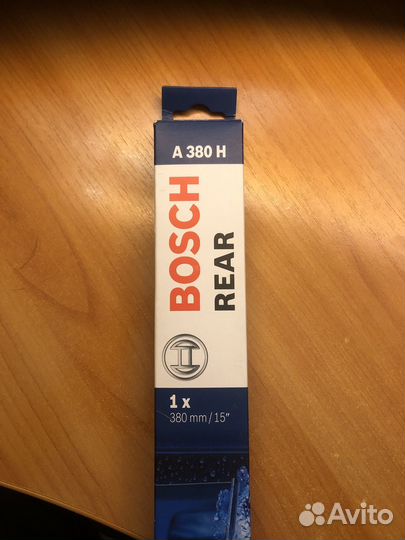 A 380 H
BOSCH
REAR
1 x
380 mm / 15"
Avito